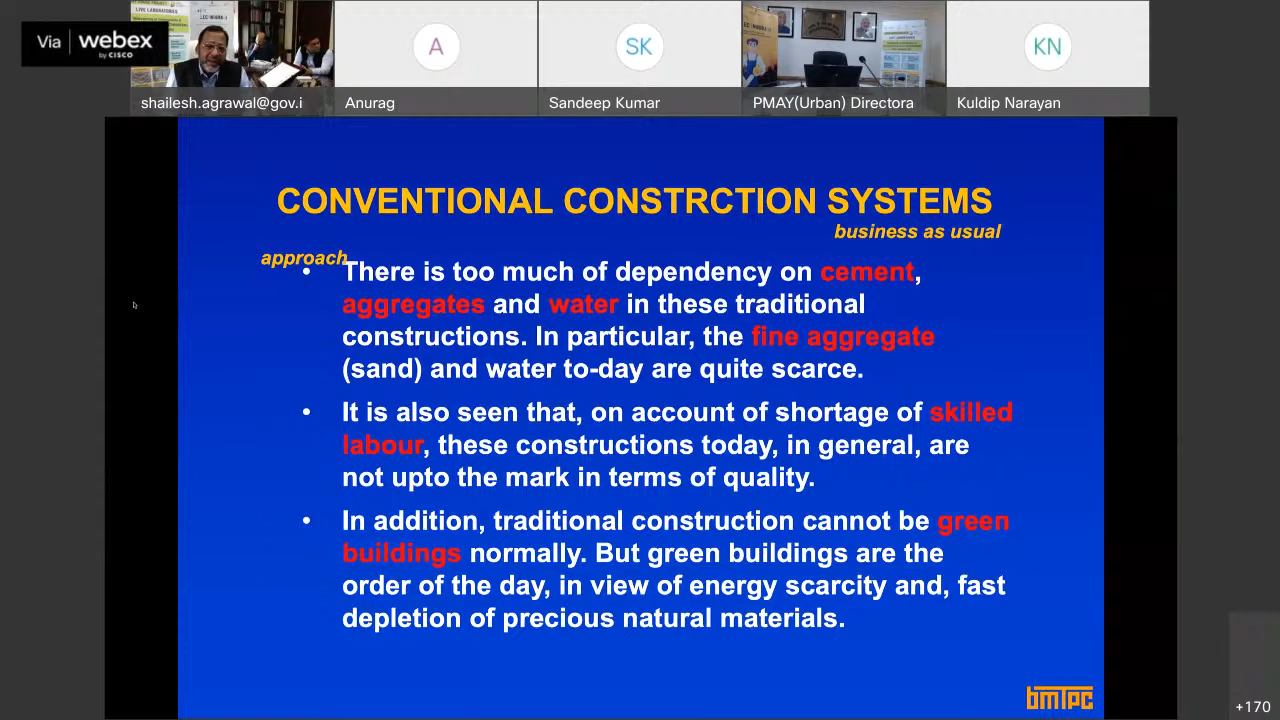 Via webex
by CISCO
LIVE LABORATORIES
A
SK
KN
shailesh.agrawal@gov.i
Anurag
Sandeep Kumar
PMAY(Urban) Directora
Kuldip Narayan
CONVENTIONAL CONSTRCTION SYSTEMS
business as usual
approach
• There is too much of dependency on cement,
aggregates and water in these traditional
constructions. In particular, the fine aggregate
(sand) and water to-day are quite scarce.
• It is also seen that, on account of shortage of skilled
labour, these constructions today, in general, are
not upto the mark in terms of quality.
• In addition, traditional construction cannot be green
buildings normally. But green buildings are the
order of the day, in view of energy scarcity and, fast
depletion of precious natural materials.
bmTPC
+170